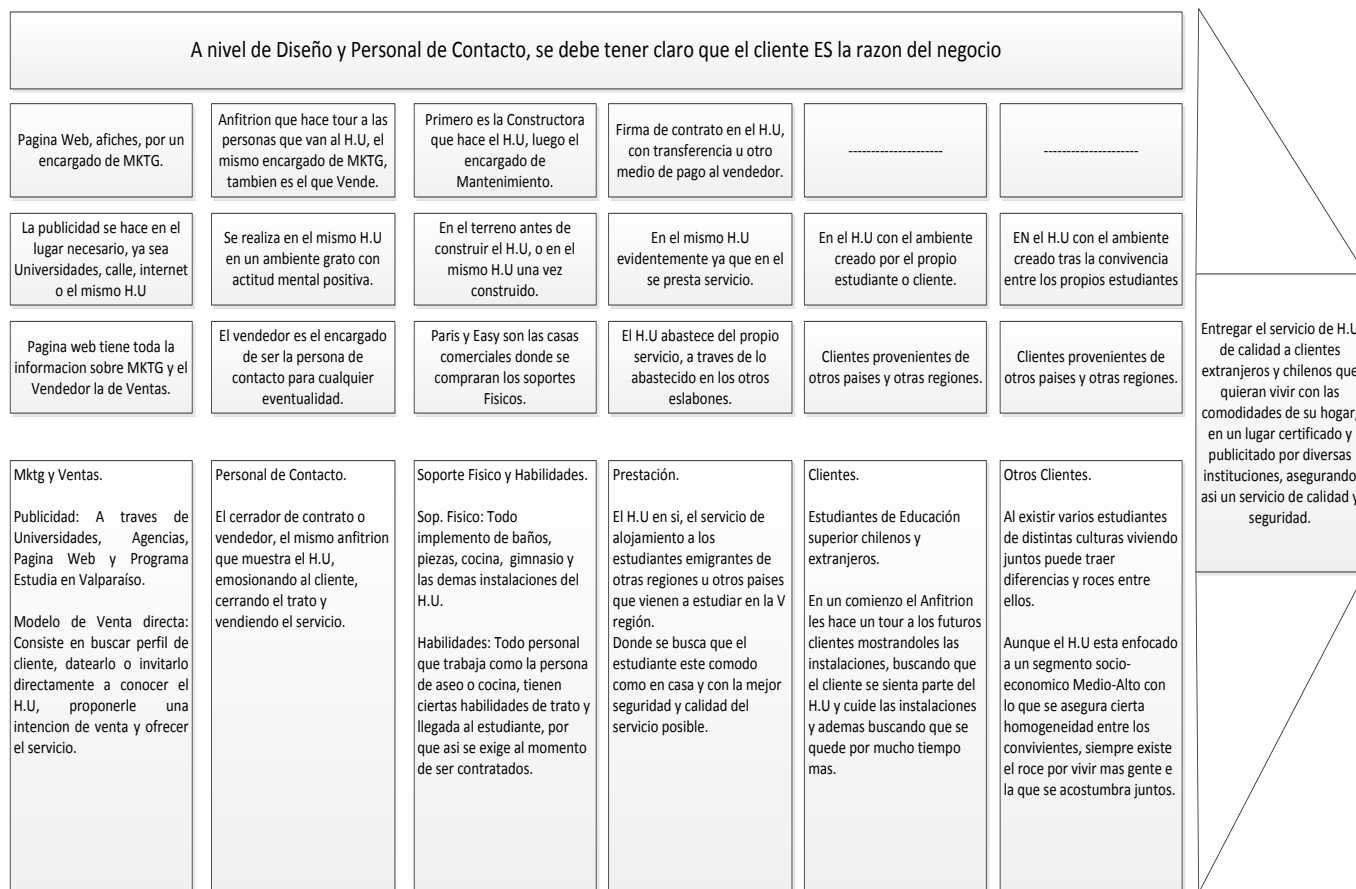 A nivel de Diseño y Personal de Contacto, se debe tener claro que el cliente ES la razon del negocio
Pagina Web, afiches, por un
encargado de MKTG.
Anfitrion que hace tour a las
personas que van al H.U, el
mismo encargado de MKTG,
tambien es el que Vende.
Primero es la Constructora
que hace el H.U, luego el
encargado de
Mantenimiento.
Firma de contrato en el H.U,
con transferencia u otro
medio de pago al vendedor.
--------------------
--------------------
La publicidad se hace en el
lugar necesario, ya sea
Universidades, calle, internet
o el mismo H.U
Se realiza en el mismo H.U
en un ambiente grato con
actitud mental positiva.
En el terreno antes de
construir el H.U, o en el
mismo H.U una vez
construido.
En el mismo H.U
evidentemente ya que en el
se presta servicio.
En el H.U con el ambiente
creado por el propio
estudiante o cliente.
EN el H.U con el ambiente
creado tras la convivencia
entre los propios estudiantes
Pagina web tiene toda la
informacion sobre MKTG y el
Vendedor la de Ventas.
El vendedor es el encargado
de ser la persona de
contacto para cualquier
eventualidad.
Paris y Easy son las casas
comerciales donde se
compraran los soportes
Fisicos.
El H.U abastece del propio
servicio, a traves de lo
abastecido en los otros
eslabones.
Clientes provenientes de
otros paises y otras regiones.
Clientes provenientes de
otros paises y otras regiones.
Mktg y Ventas.
Publicidad: A traves de
Universidades, Agencias,
Pagina Web y Programa
Estudia en Valparaíso.
Modelo de Venta directa:
Consiste en buscar perfil de
cliente, datearlo o invitarlo
directamente a conocer el
H.U, proponerle una
intencion de venta y ofrecer
el servicio.
Personal de Contacto.
El cerrador de contrato o
vendedor, el mismo anfitrion
que muestra el H.U,
emosionando al cliente,
cerrando el trato y
vendiendo el servicio.
Soporte Fisico y Habilidades.
Sop. Fisico: Todo
implemento de baños,
piezas, cocina, gimnasio y
las demas instalaciones del
H.U.
Habilidades: Todo personal
que trabaja como la persona
de aseo o cocina, tienen
ciertas habilidades de trato y
llegada al estudiante, por
que asi se exige al momento
de ser contratados.
Prestación.
El H.U en si, el servicio de
alojamiento a los
estudiantes emigrantes de
otras regiones u otros paises
que vienen a estudiar en la V
región.
Donde se busca que el
estudiante este comodo
como en casa y con la mejor
seguridad y calidad del
servicio posible.
Clientes.
Estudiantes de Educación
superior chilenos y
extranjeros.
En un comienzo el Anfitrion
les hace un tour a los futuros
clientes mostrandoles las
instalaciones, buscando que
el cliente se sienta parte del
H.U y cuide las instalaciones
y ademas buscando que se
quede por mucho tiempo
mas.
Otros Clientes.
Al existir varios estudiantes
de distintas culturas viviendo
juntos puede traer
diferencias y roces entre
ellos.
Aunque el H.U esta enfocado
a un segmento socio-
economico Medio-Alto con
lo que se asegura cierta
homogeneidad entre los
convivientes, siempre existe
el roce por vivir mas gente e
la que se acostumbra juntos.
Entregar el servicio de H.U
de calidad a clientes
extranjeros y chilenos que
quieran vivir con las
comodidades de su hogar,
en un lugar certificado y
publicitado por diversas
instituciones, asegurando
asi un servicio de calidad y
seguridad.